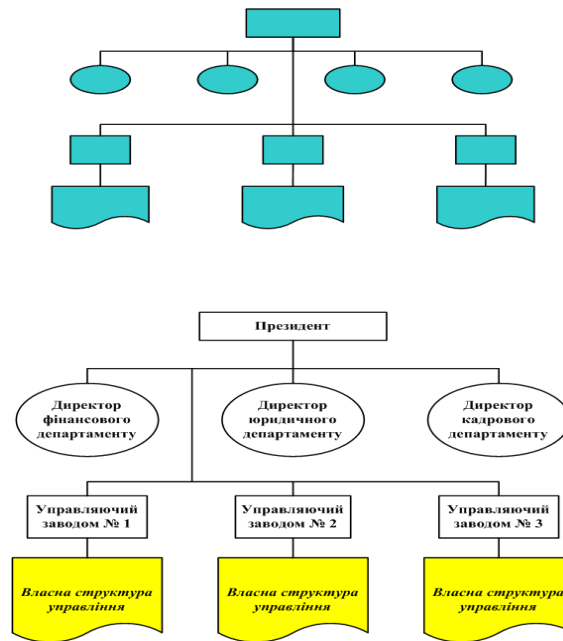 Президент
Директор
фінансового
департаменту
Директор
юридичного
департаменту
Директор
кадрового
департаменту
Управляючий
заводом № 1
Управляючий
заводом № 2
Управляючий
заводом № 3
Власна структура
управління
Власна структура
управління
Власна структура
управління